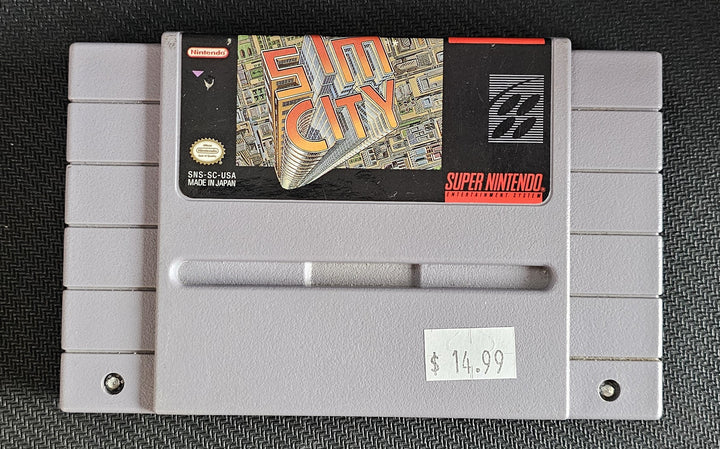 Nintendo
SIM
CITY
SNS-SC-USA
MADE IN JAPAN
SUPER NINTENDO
ENTERTAINMENT SYSTEM
$ 14.99